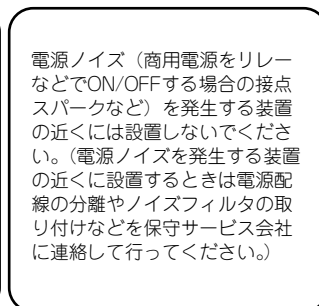 電源ノイズ（商用電源をリレー
などでON/OFFする場合の接点
スパークなど）を発生する装置
の近くには設置しないでくださ
い。（電源ノイズを発生する装置
の近くに設置するときは電源配
線の分離やノイズフィルタの取
り付けなどを保守サービス会社
に連絡して行ってください。）